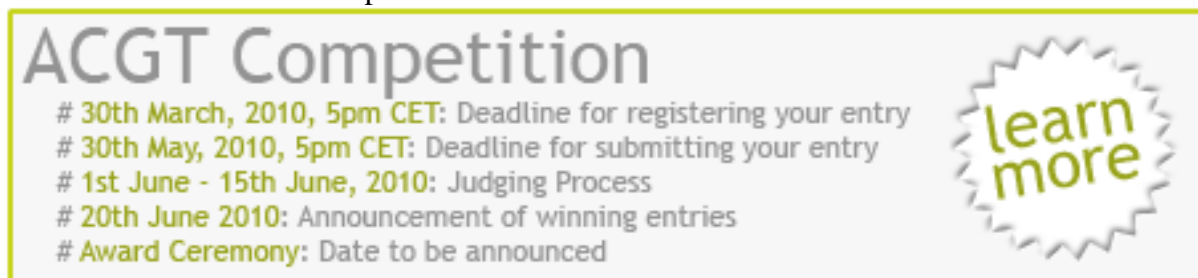 ACGT Competition
# 30th March, 2010, 5pm CET: Deadline for registering your entry
# 30th May, 2010, 5pm CET: Deadline for submitting your entry
# 1st June - 15th June, 2010: Judging Process
# 20th June 2010: Announcement of winning entries
# Award Ceremony: Date to be announced
learn
more